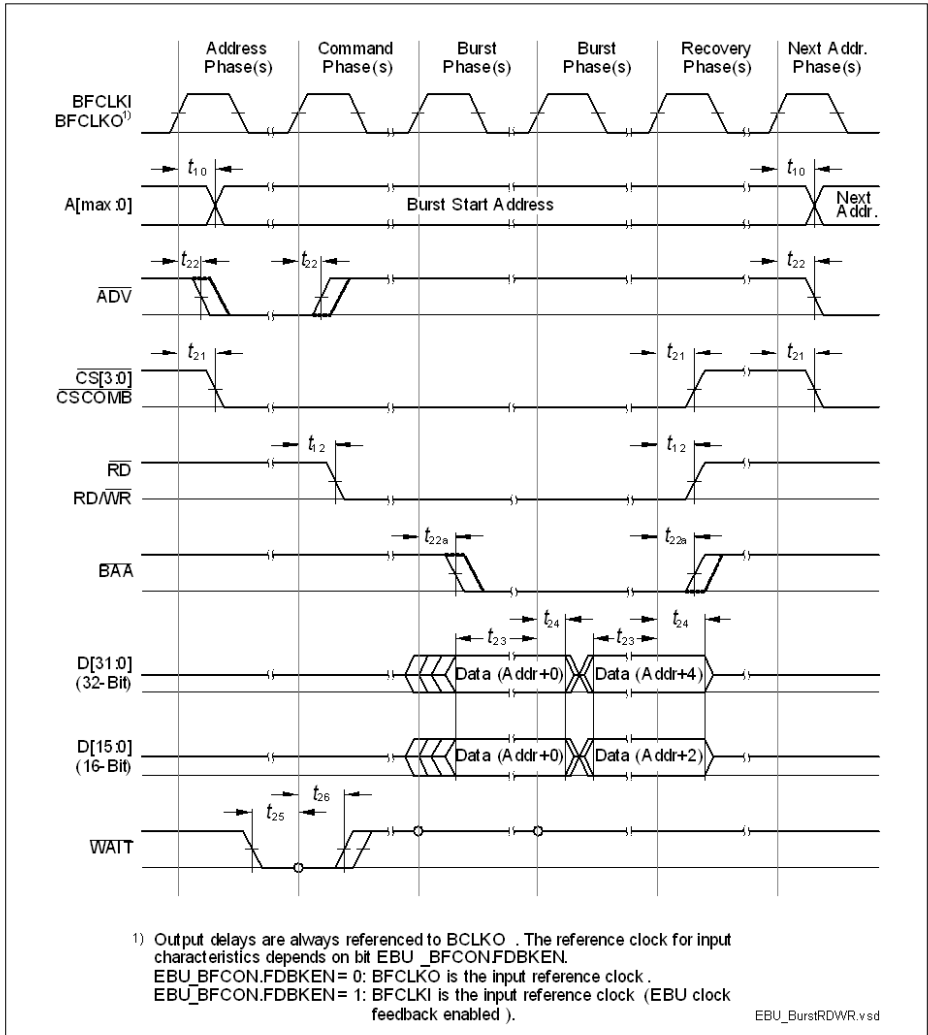 Address Phase(s)
Command Phase(s)
Burst Phase(s)
Burst Phase(s)
Recovery Phase(s)
Next Addr. Phase(s)
BFCLKI
BFCLKO1)
t10
t10
A[max:0]
Burst Start Address
Next Addr.
t22
t22
t22
ADV
t21
t21
t21
CS[3:0]
CSCOMB
t12
t12
RD
RD/WR
t22a
t22a
BAA
t23
t24
t23
t24
D[31:0]
(32-Bit)
Data (Addr+0)
Data (Addr+4)
D[15:0]
(16-Bit)
Data (Addr+0)
Data (Addr+2)
t25
t26
WAIT
1) Output delays are always referenced to BCLKO . The reference clock for input
characteristics depends on bit EBU _BFCON.FDBKEN.
EBU_BFCON.FDBKEN = 0: BFCLKO is the input reference clock .
EBU_BFCON.FDBKEN = 1: BFCLKI is the input reference clock (EBU clock
feedback enabled ).
EBU_BurstRDWR.vsd